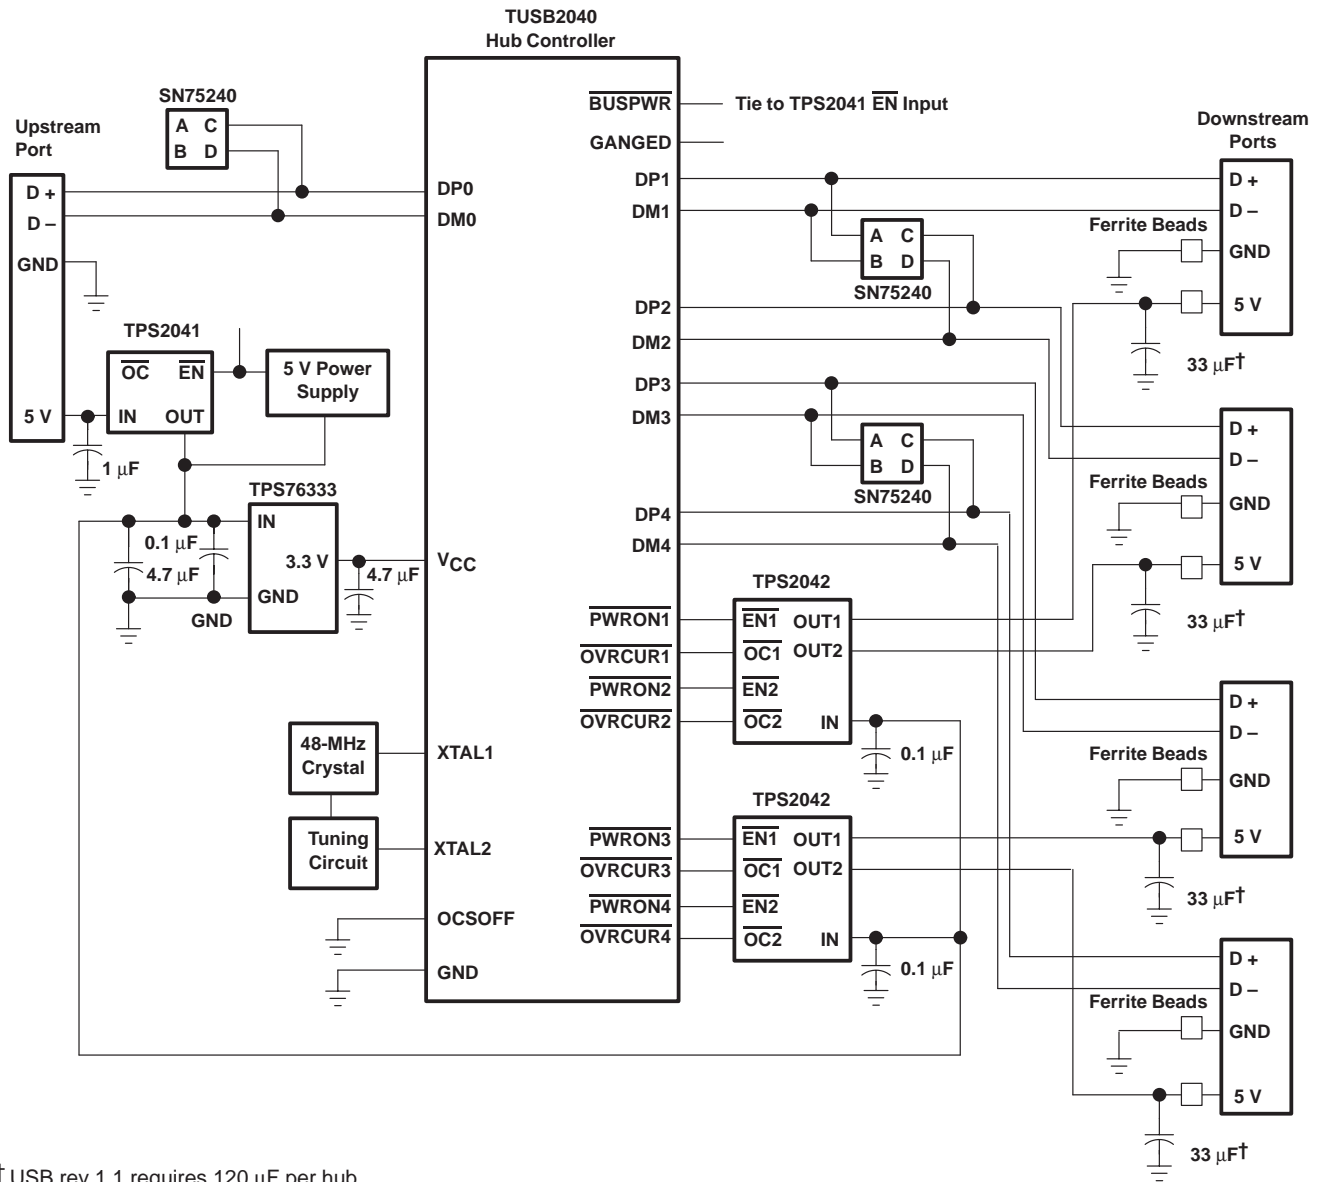 TUSB2040
Hub Controller
SN75240
A C
B D
Upstream
Port
D +
D –
GND
5 V
TPS2041
OC EN
IN OUT
5 V Power
Supply
1 µF
TPS76333
IN
3.3 V
GND
0.1 µF
4.7 µF
GND
4.7 µF
48-MHz
Crystal
Tuning
Circuit
DP0
DM0
VCC
XTAL1
XTAL2
OCSOFF
GND
BUSPWR
GANGED
DP1
DM1
DP2
DM2
DP3
DM3
DP4
DM4
PWRON1
OVRCUR1
PWRON2
OVRCUR2
PWRON3
OVRCUR3
PWRON4
OVRCUR4
Tie to TPS2041 EN Input
A C
B D
SN75240
A C
B D
SN75240
TPS2042
EN1 OUT1
OC1 OUT2
EN2
OC2 IN
0.1 µF
TPS2042
EN1 OUT1
OC1 OUT2
EN2
OC2 IN
0.1 µF
Downstream
Ports
D +
D –
Ferrite Beads
GND
5 V
33 µF†
D +
D –
Ferrite Beads
GND
5 V
33 µF†
D +
D –
Ferrite Beads
GND
5 V
33 µF†
D +
D –
Ferrite Beads
GND
5 V
33 µF†
† USB rev 1.1 requires 120 µF per hub.